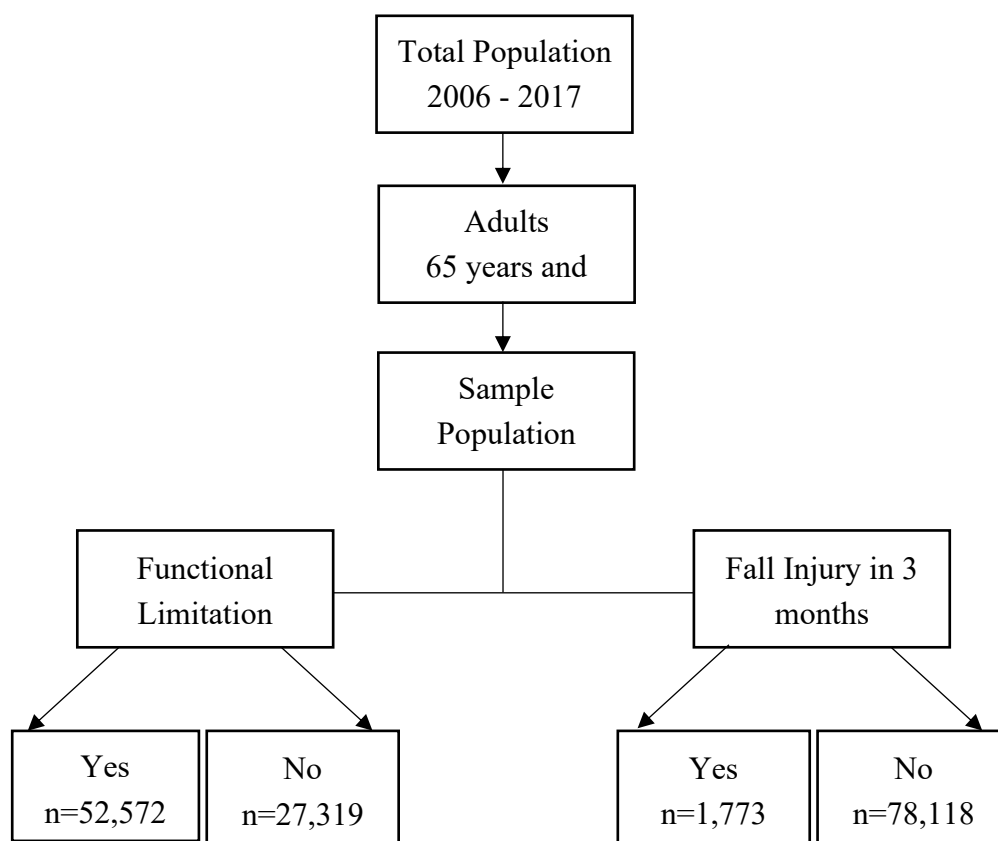 Total Population
2006 - 2017
Adults
65 years and
Sample
Population
Functional
Limitation
Fall Injury in 3
months
Yes
n=52,572
No
n=27,319
Yes
n=1,773
No
n=78,118